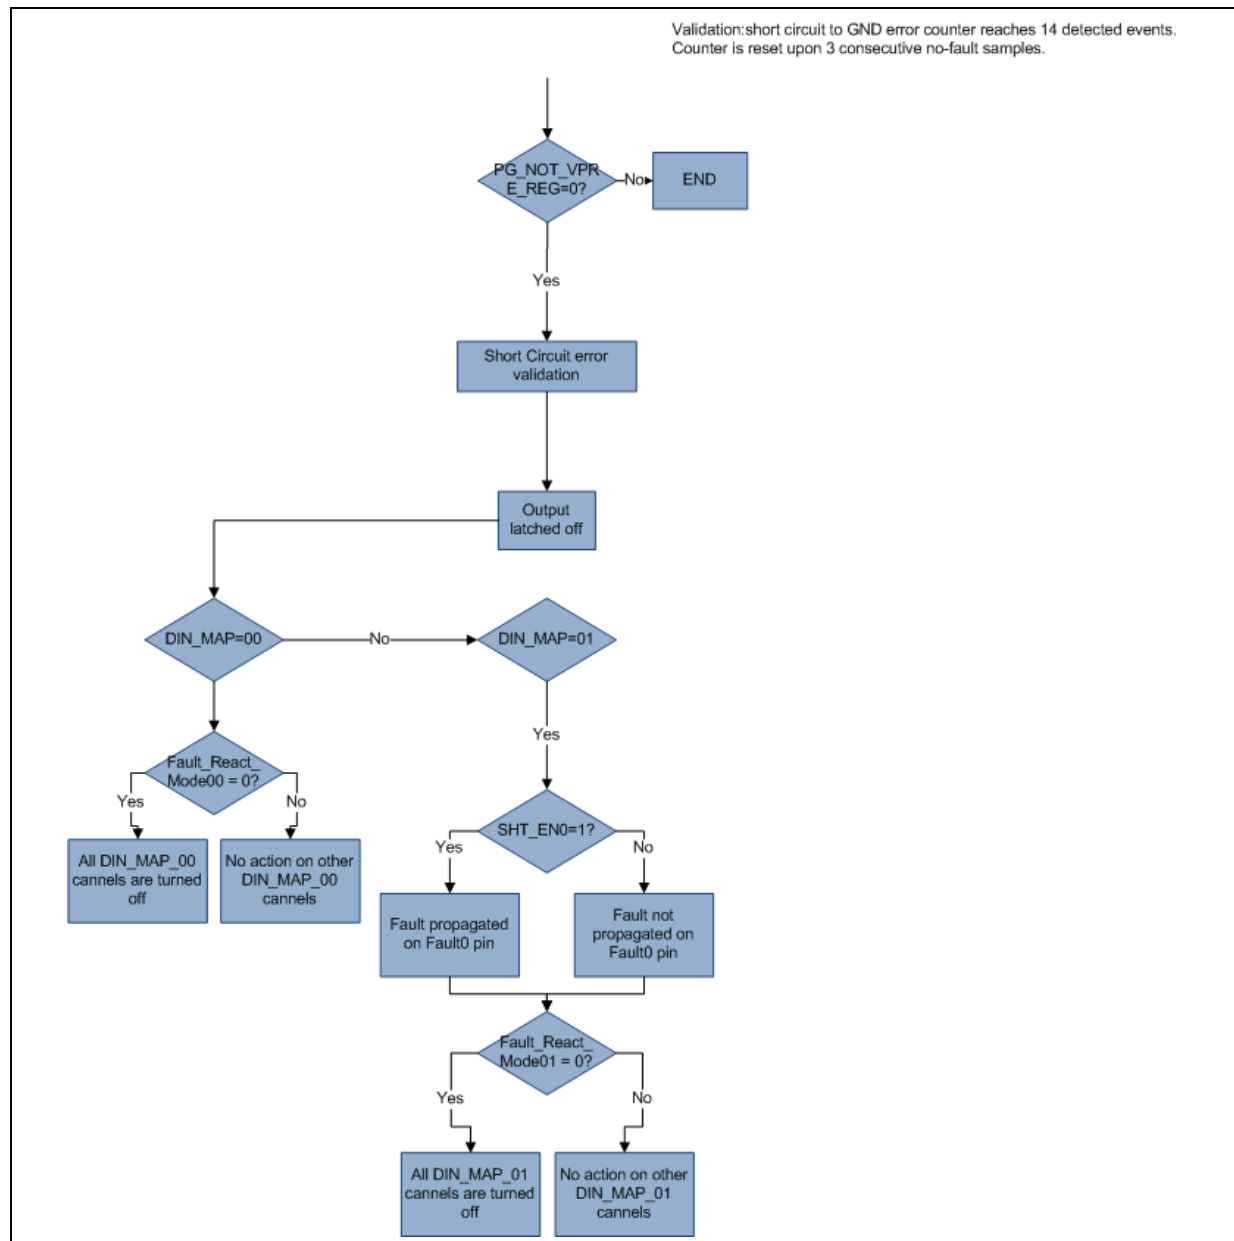 Validation:short circuit to GND error counter reaches 14 detected events.
Counter is reset upon 3 consecutive no-fault samples.
PG_NOT_VPR
E_REG=0?
No
END
Yes
Short Circuit error
validation
Output
latched off
DIN_MAP=00
No
DIN_MAP=01
Yes
Fault_React_
Mode00 = 0?
Yes
No
All DIN_MAP_00
cannels are turned
off
No action on other
DIN_MAP_00
cannels
SHT_EN0=1?
Yes
No
Fault propagated
on Fault0 pin
Fault not
propagated on
Fault0 pin
Fault_React_
Mode01 = 0?
Yes
No
All DIN_MAP_01
cannels are turned
off
No action on other
DIN_MAP_01
cannels